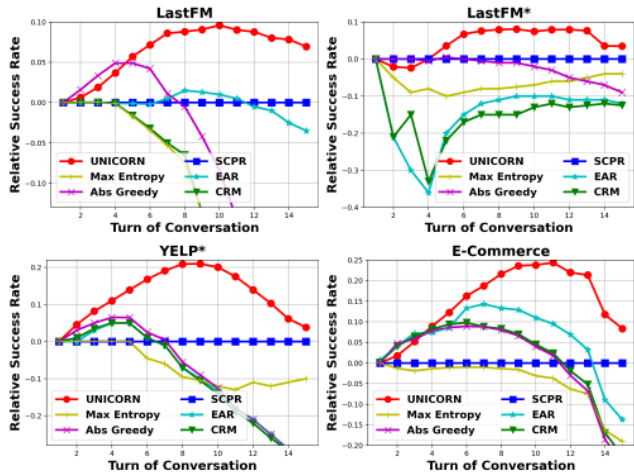 LastFM
Relative Success Rate
0.10
0.05
0.00
−0.05
−0.10
UNICORN
Max Entropy
Abs Greedy
SCPR
EAR
CRM
2 4 6 8 10 12 14
Turn of Conversation
LastFM*
Relative Success Rate
0.1
0.0
−0.1
−0.2
−0.3
−0.4
UNICORN
Max Entropy
Abs Greedy
SCPR
EAR
CRM
2 4 6 8 10 12 14
Turn of Conversation
YELP*
Relative Success Rate
0.2
0.1
0.0
−0.1
−0.2
UNICORN
Max Entropy
Abs Greedy
SCPR
EAR
CRM
2 4 6 8 10 12 14
Turn of Conversation
E-Commerce
Relative Success Rate
0.25
0.20
0.15
0.10
0.05
0.00
−0.05
−0.10
−0.15
−0.20
UNICORN
Max Entropy
Abs Greedy
SCPR
EAR
CRM
2 4 6 8 10 12 14
Turn of Conversation